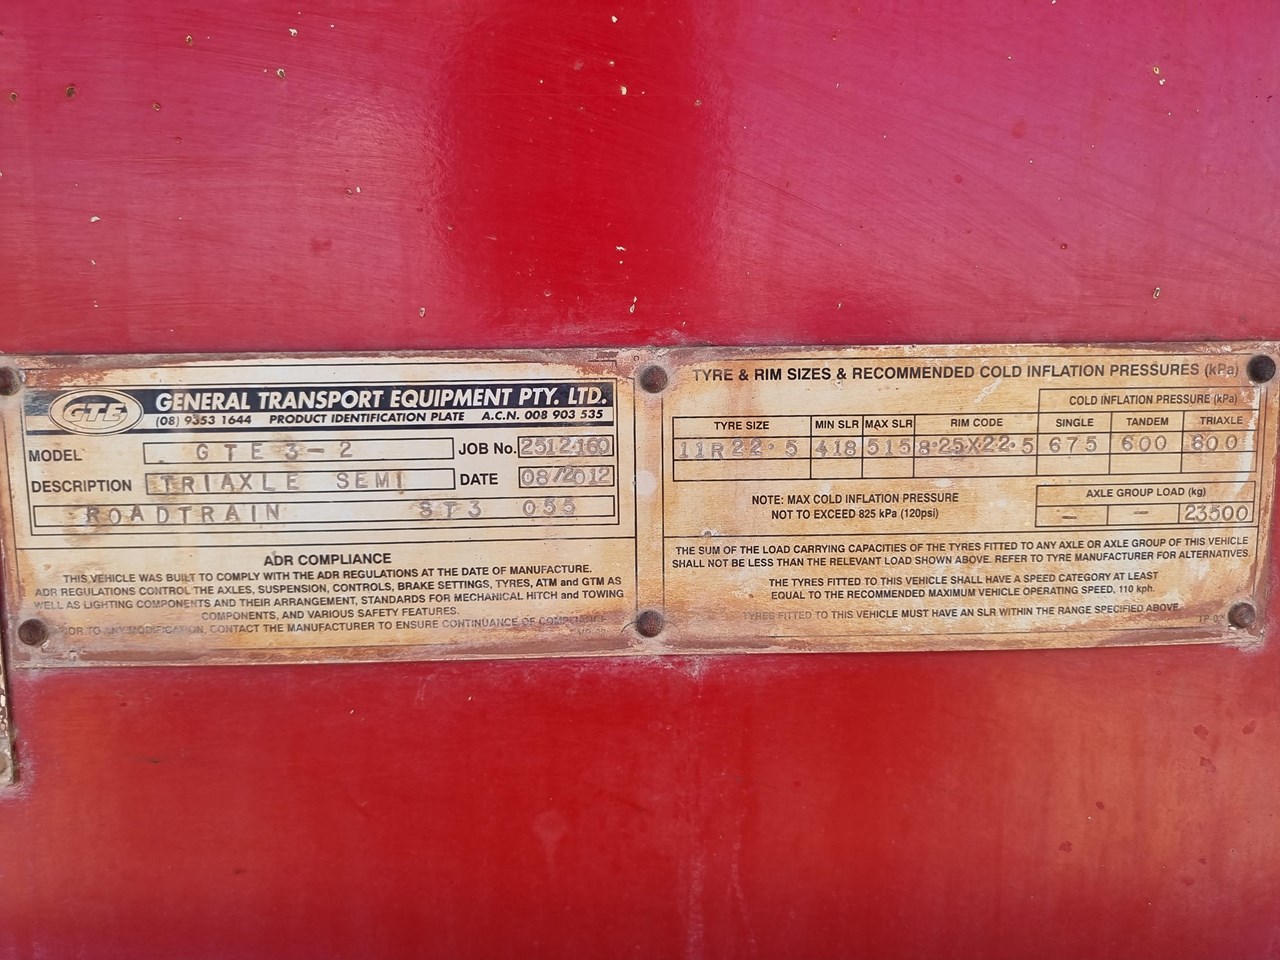 GTE GENERAL TRANSPORT EQUIPMENT PTY. LTD.
(08) 9353 1644 PRODUCT IDENTIFICATION PLATE A.C.N. 008 903 535
MODEL GTE 3-2 JOB No. 2512160
DESCRIPTION TRIAXLE SEMI DATE 08/2012
ROADTRAIN ST3 055
ADR COMPLIANCE
THIS VEHICLE WAS BUILT TO COMPLY WITH THE ADR REGULATIONS AT THE DATE OF MANUFACTURE.
ADR REGULATIONS CONTROL THE AXLES, SUSPENSION, CONTROLS, BRAKE SETTINGS, TYRES, ATM and GTM AS
WELL AS LIGHTING COMPONENTS AND THEIR ARRANGEMENT, STANDARDS FOR MECHANICAL HITCH and TOWING
COMPONENTS, AND VARIOUS SAFETY FEATURES.
TO ANY MODIFICATION, CONTACT THE MANUFACTURER TO ENSURE CONTINUANCE OF COMPLIANCE
TYRE & RIM SIZES & RECOMMENDED COLD INFLATION PRESSURES (kPa)
COLD INFLATION PRESSURE (kPa)
TYRE SIZE MIN SLR MAX SLR RIM CODE SINGLE TANDEM TRIAXLE
11R22.5 418 515 8.25X22.5 675 600 600
NOTE: MAX COLD INFLATION PRESSURE
NOT TO EXCEED 825 kPa (120psi)
AXLE GROUP LOAD (kg)
– – 23500
THE SUM OF THE LOAD CARRYING CAPACITIES OF THE TYRES FITTED TO ANY AXLE OR AXLE GROUP OF THIS VEHICLE
SHALL NOT BE LESS THAN THE RELEVANT LOAD SHOWN ABOVE. REFER TO TYRE MANUFACTURER FOR ALTERNATIVES.
THE TYRES FITTED TO THIS VEHICLE SHALL HAVE A SPEED CATEGORY AT LEAST
EQUAL TO THE RECOMMENDED MAXIMUM VEHICLE OPERATING SPEED. 110 kph.
TYRES FITTED TO THIS VEHICLE MUST HAVE AN SLR WITHIN THE RANGE SPECIFIED ABOVE